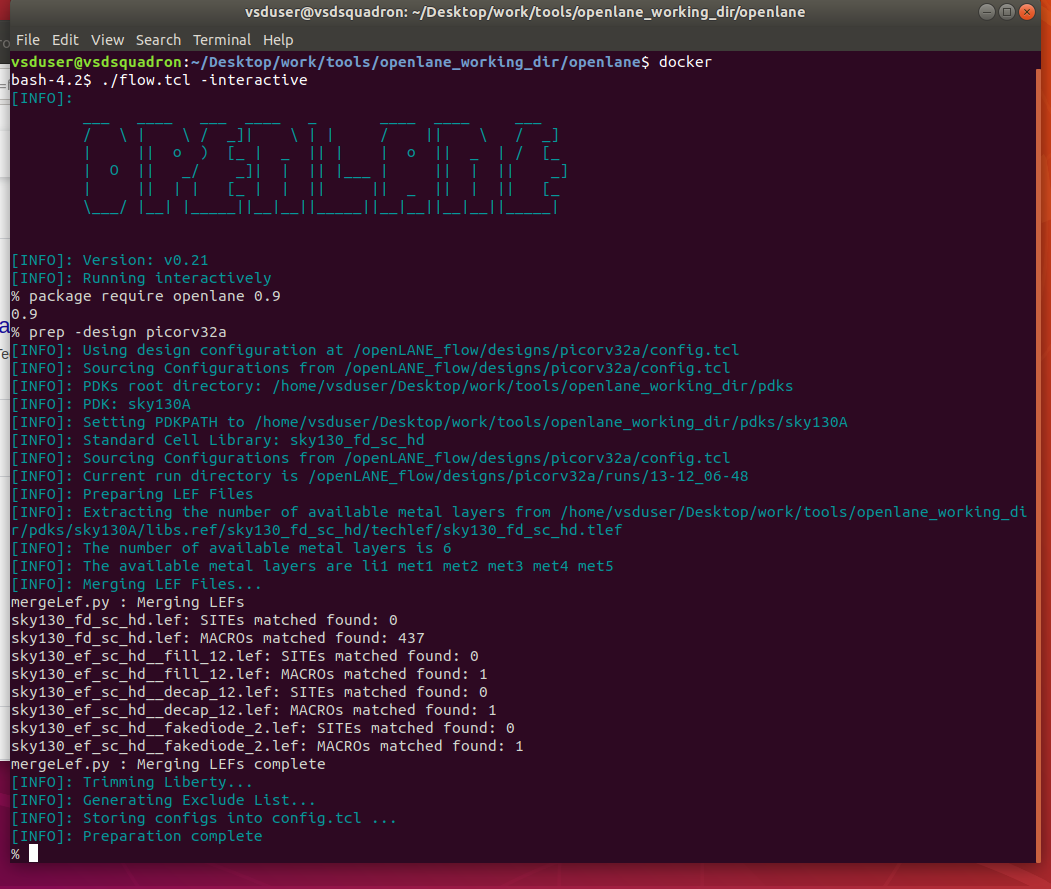 vsduser@vsdsquadron: ~/Desktop/work/tools/openlane_working_dir/openlane
File Edit View Search Terminal Help
vsduser@vsdsquadron:~/Desktop/work/tools/openlane_working_dir/openlane$ docker
bash-4.2$ ./flow.tcl -interactive
[INFO]:
OPENLANE
[INFO]: Version: v0.21
[INFO]: Running interactively
% package require openlane 0.9
0.9
% prep -design picorv32a
[INFO]: Using design configuration at /openLANE_flow/designs/picorv32a/config.tcl
[INFO]: Sourcing Configurations from /openLANE_flow/designs/picorv32a/config.tcl
[INFO]: PDKs root directory: /home/vsduser/Desktop/work/tools/openlane_working_dir/pdks
[INFO]: PDK: sky130A
[INFO]: Setting PDKPATH to /home/vsduser/Desktop/work/tools/openlane_working_dir/pdks/sky130A
[INFO]: Standard Cell Library: sky130_fd_sc_hd
[INFO]: Sourcing Configurations from /openLANE_flow/designs/picorv32a/config.tcl
[INFO]: Current run directory is /openLANE_flow/designs/picorv32a/runs/13-12_06-48
[INFO]: Preparing LEF Files
[INFO]: Extracting the number of available metal layers from /home/vsduser/Desktop/work/tools/openlane_working_di
r/pdks/sky130A/libs.ref/sky130_fd_sc_hd/techlef/sky130_fd_sc_hd.tlef
[INFO]: The number of available metal layers is 6
[INFO]: The available metal layers are li1 met1 met2 met3 met4 met5
[INFO]: Merging LEF Files...
mergeLef.py : Merging LEFs
sky130_fd_sc_hd.lef: SITEs matched found: 0
sky130_fd_sc_hd.lef: MACROs matched found: 437
sky130_ef_sc_hd__fill_12.lef: SITEs matched found: 0
sky130_ef_sc_hd__fill_12.lef: MACROs matched found: 1
sky130_ef_sc_hd__decap_12.lef: SITEs matched found: 0
sky130_ef_sc_hd__decap_12.lef: MACROs matched found: 1
sky130_ef_sc_hd__fakediode_2.lef: SITEs matched found: 0
sky130_ef_sc_hd__fakediode_2.lef: MACROs matched found: 1
mergeLef.py : Merging LEFs complete
[INFO]: Trimming Liberty...
[INFO]: Generating Exclude List...
[INFO]: Storing configs into config.tcl ...
[INFO]: Preparation complete
%